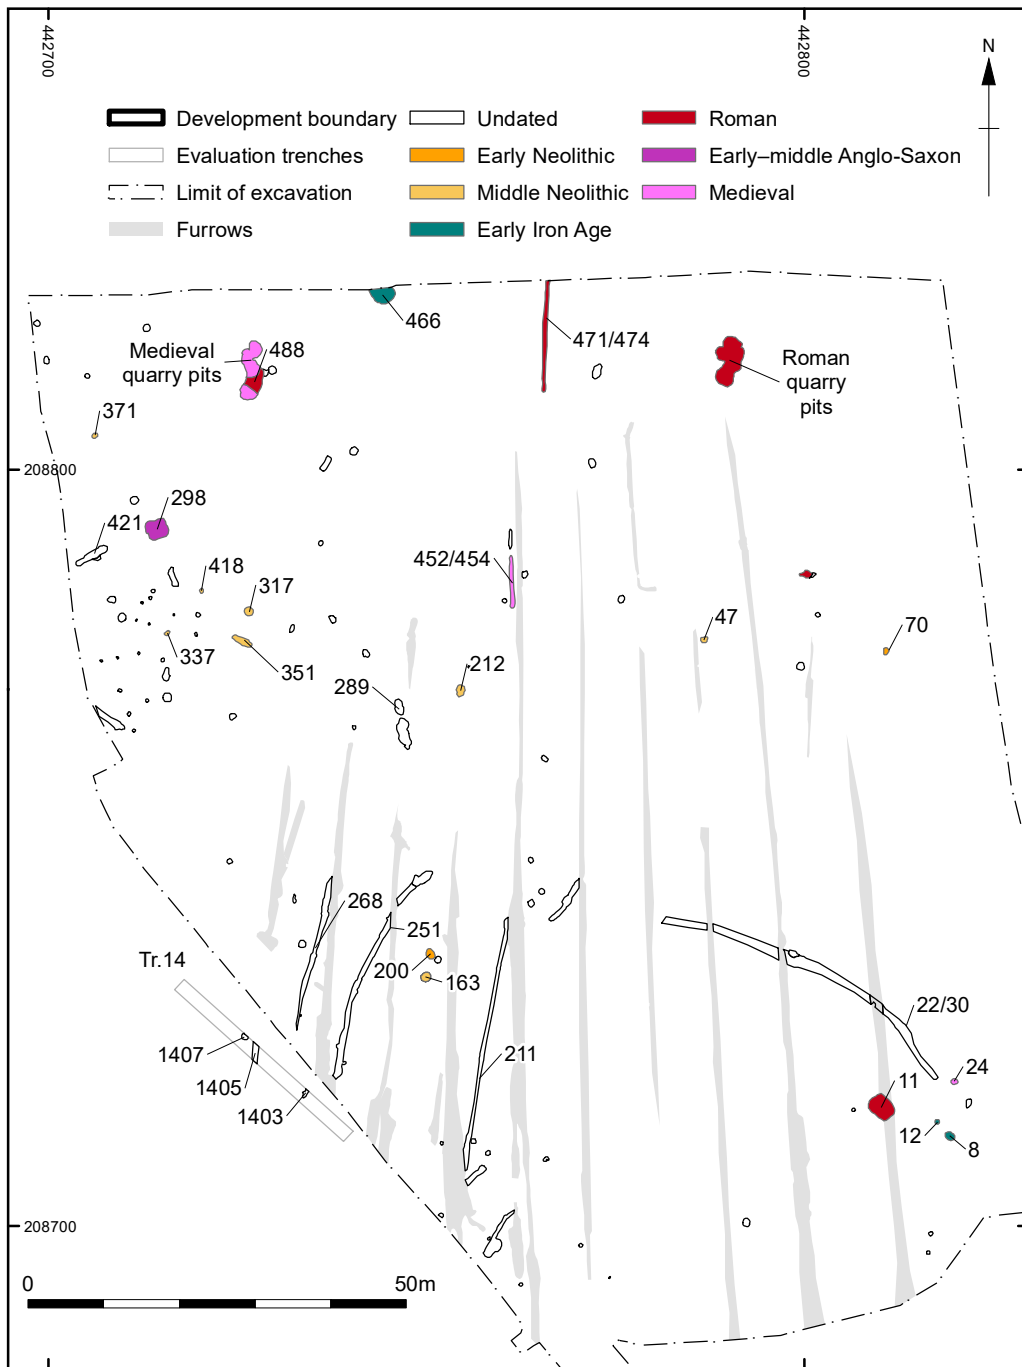 442700
442800
N
Development boundary
Undated
Roman
Evaluation trenches
Early Neolithic
Early–middle Anglo-Saxon
Limit of excavation
Middle Neolithic
Medieval
Furrows
Early Iron Age
466
471/474
Medieval
quarry pits
488
Roman
quarry
pits
371
208800
298
421
452/454
418
317
47
70
337
351
212
289
268
251
Tr.14
200
163
22/30
1407
211
24
1405
11
1403
12
8
208700
0
50m